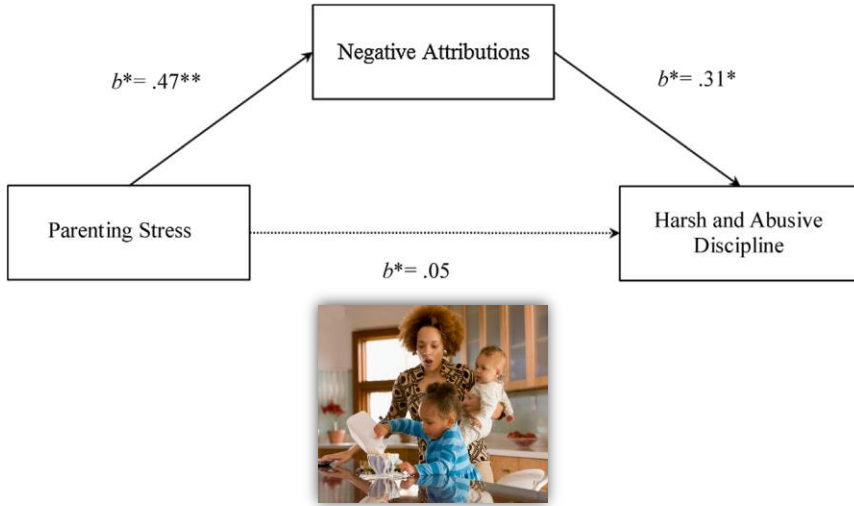 Negative Attributions
b*= .47**
b*= .31*
Parenting Stress
Harsh and Abusive
Discipline
b*= .05